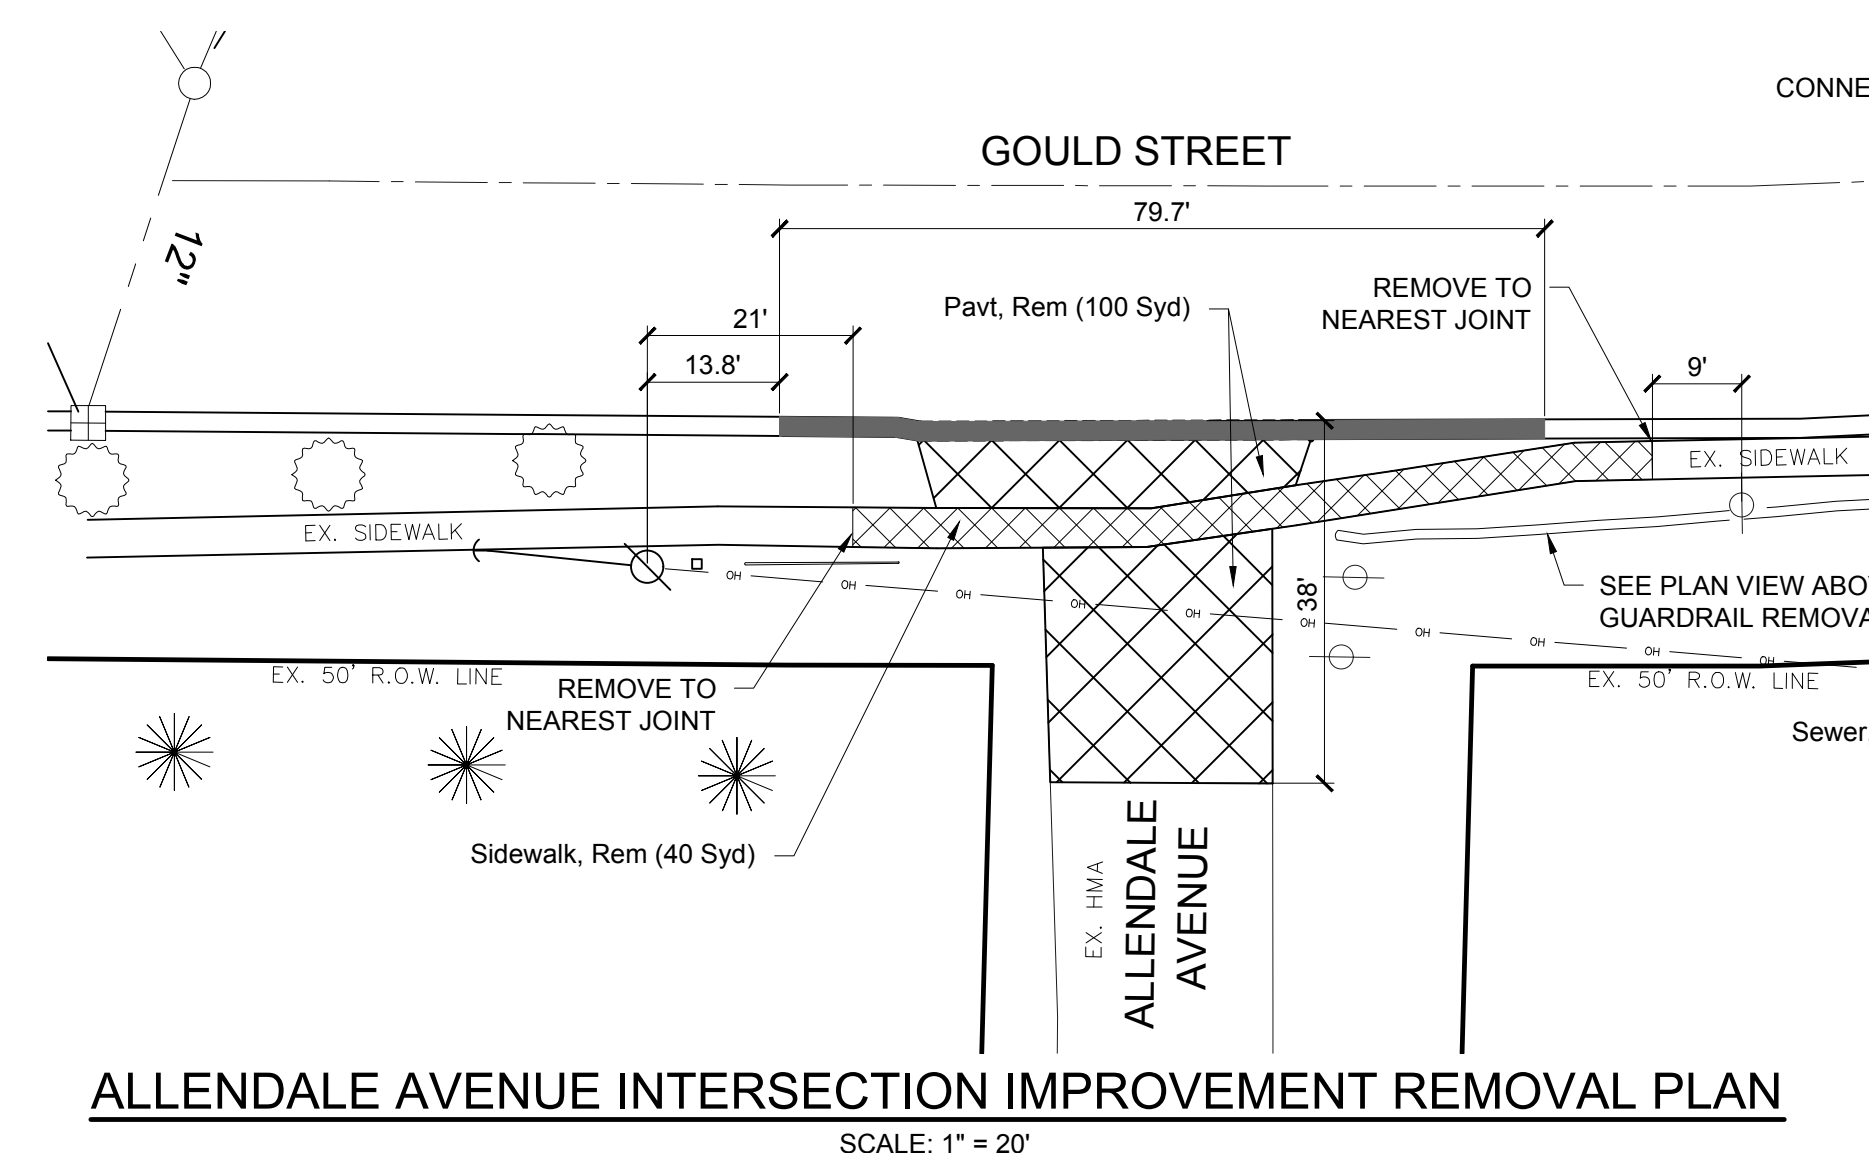 CONNE
GOULD STREET
79.7'
12"
Pavt, Rem (100 Syd)
REMOVE TO
NEAREST JOINT
21'
13.8'
9'
EX. SIDEWALK
EX. SIDEWALK
OH OH OH OH OH OH OH OH OH OH
38'
SEE PLAN VIEW ABO
GUARDRAIL REMOVA
EX. 50' R.O.W. LINE
EX. 50' R.O.W. LINE
REMOVE TO
NEAREST JOINT
Sewer
Sidewalk, Rem (40 Syd)
EX. HMA
ALLENDALE
AVENUE
ALLENDALE AVENUE INTERSECTION IMPROVEMENT REMOVAL PLAN
SCALE: 1" = 20'